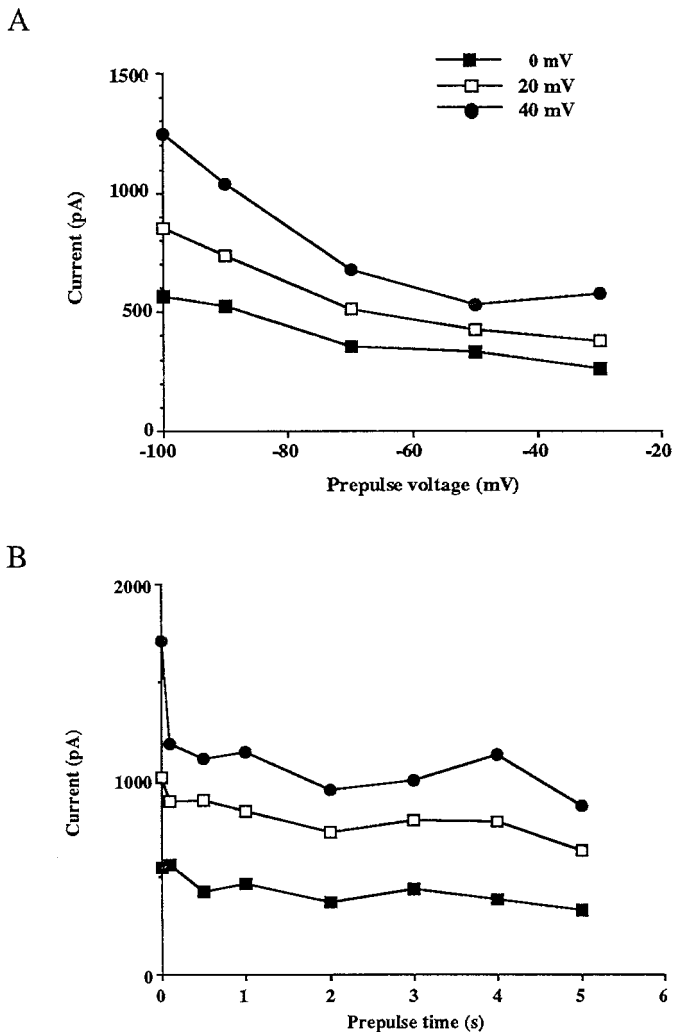 A
0 mV
20 mV
40 mV
1500
1000
500
0
Current (pA)
-100
-80
-60
-40
-20
Prepulse voltage (mV)
B
2000
1000
0
Current (pA)
0
1
2
3
4
5
6
Prepulse time (s)